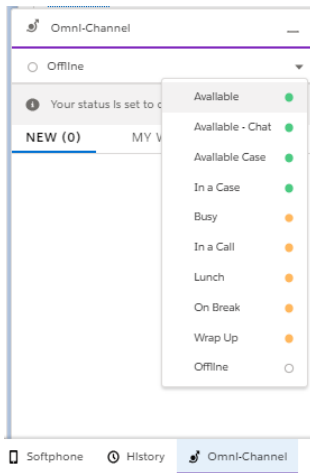 Omni-Channel
Offline
Your status is set to
NEW (0) MY
Available
Available - Chat
Available Case
In a Case
Busy
In a Call
Lunch
On Break
Wrap Up
Offline
Softphone History Omni-Channel